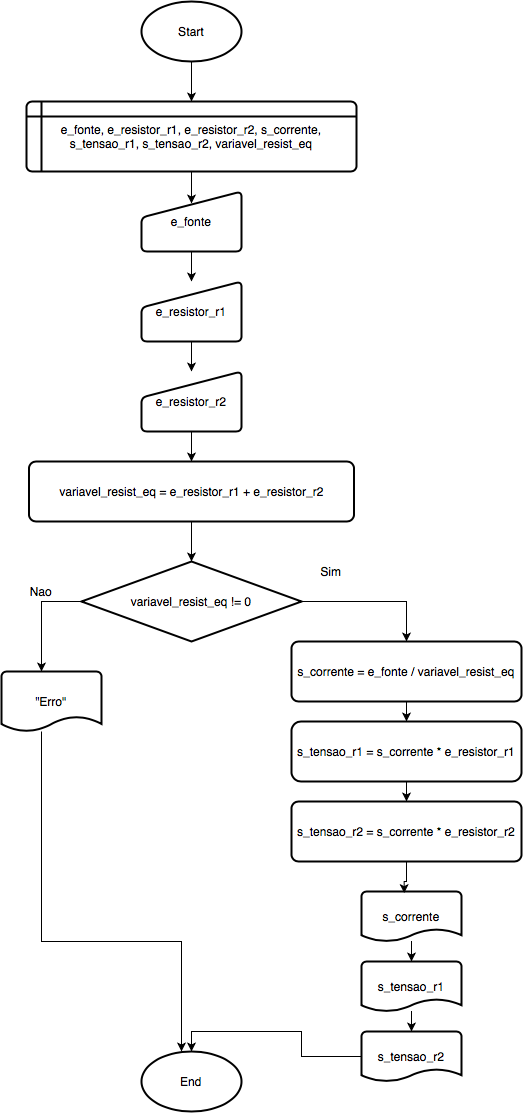 Start
e_fonte, e_resistor_r1, e_resistor_r2, s_corrente,
s_tensao_r1, s_tensao_r2, variavel_resist_eq
e_fonte
e_resistor_r1
e_resistor_r2
variavel_resist_eq = e_resistor_r1 + e_resistor_r2
Sim
Nao
variavel_resist_eq != 0
s_corrente = e_fonte / variavel_resist_eq
"Erro"
s_tensao_r1 = s_corrente * e_resistor_r1
s_tensao_r2 = s_corrente * e_resistor_r2
s_corrente
s_tensao_r1
s_tensao_r2
End